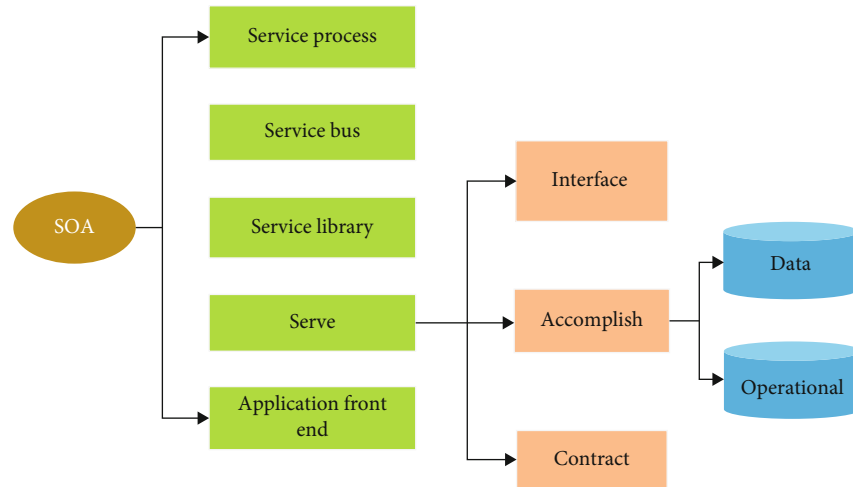 SOA
Service process
Service bus
Service library
Serve
Application front
end
Interface
Accomplish
Contract
Data
Operational